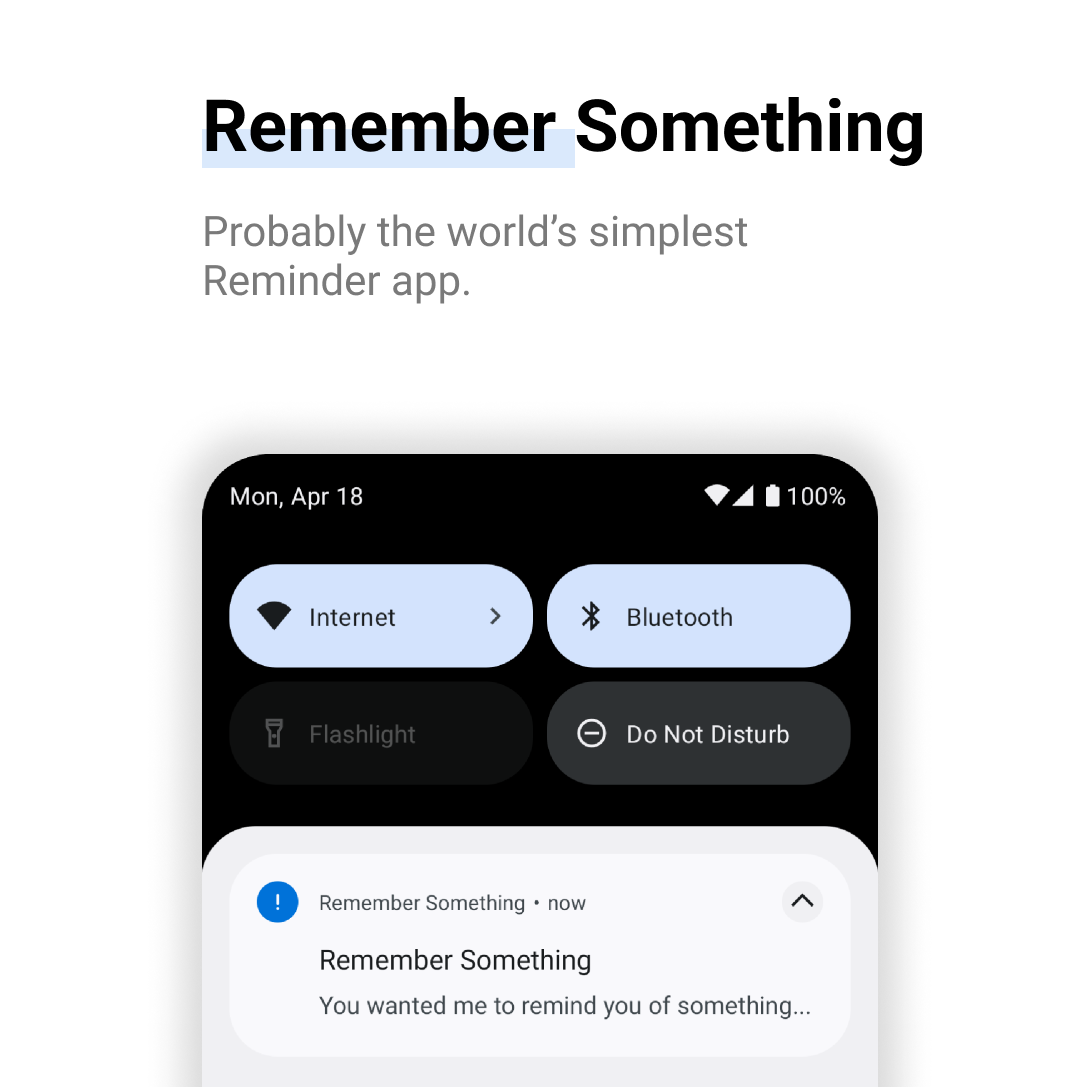 Remember Something
Probably the world’s simplest
Reminder app.
Mon, Apr 18 100%
Internet Bluetooth
Flashlight Do Not Disturb
! Remember Something • now
Remember Something
You wanted me to remind you of something...